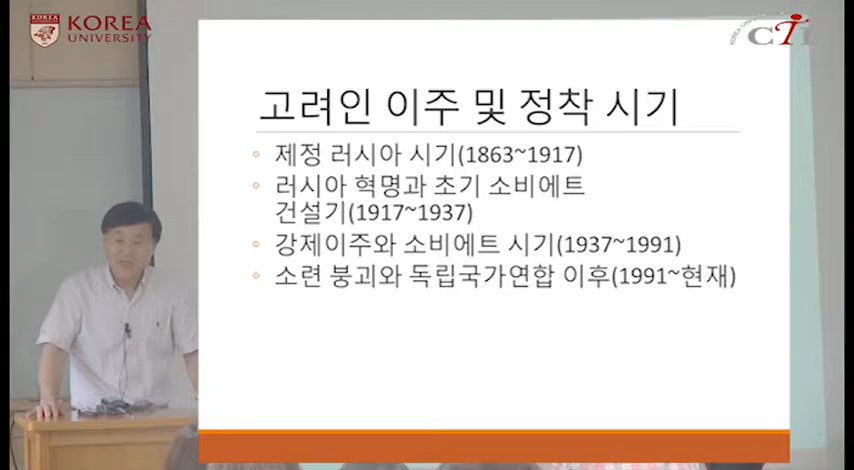 KOREA
UNIVERSITY
KOREA UNIV
CTi
고려인 이주 및 정착 시기
제정 러시아 시기(1863~1917)
러시아 혁명과 초기 소비에트
건설기(1917~1937)
강제이주와 소비에트 시기(1937~1991)
소련 붕괴와 독립국가연합 이후(1991~현재)